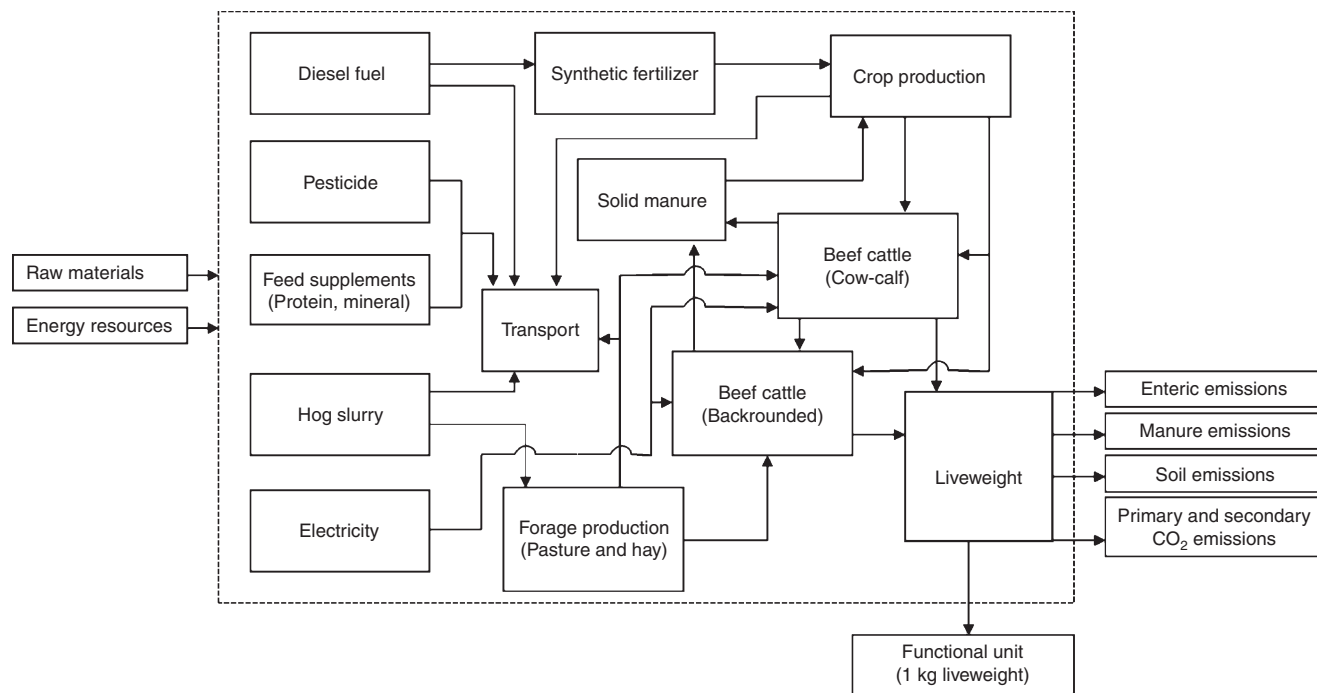 Diesel fuel
Synthetic fertilizer
Crop production
Pesticide
Solid manure
Raw materials
Energy resources
Feed supplements
(Protein, mineral)
Beef cattle
(Cow-calf)
Transport
Hog slurry
Beef cattle
(Backrounded)
Electricity
Forage production
(Pasture and hay)
Liveweight
Enteric emissions
Manure emissions
Soil emissions
Primary and secondary
CO₂ emissions
Functional unit
(1 kg liveweight)